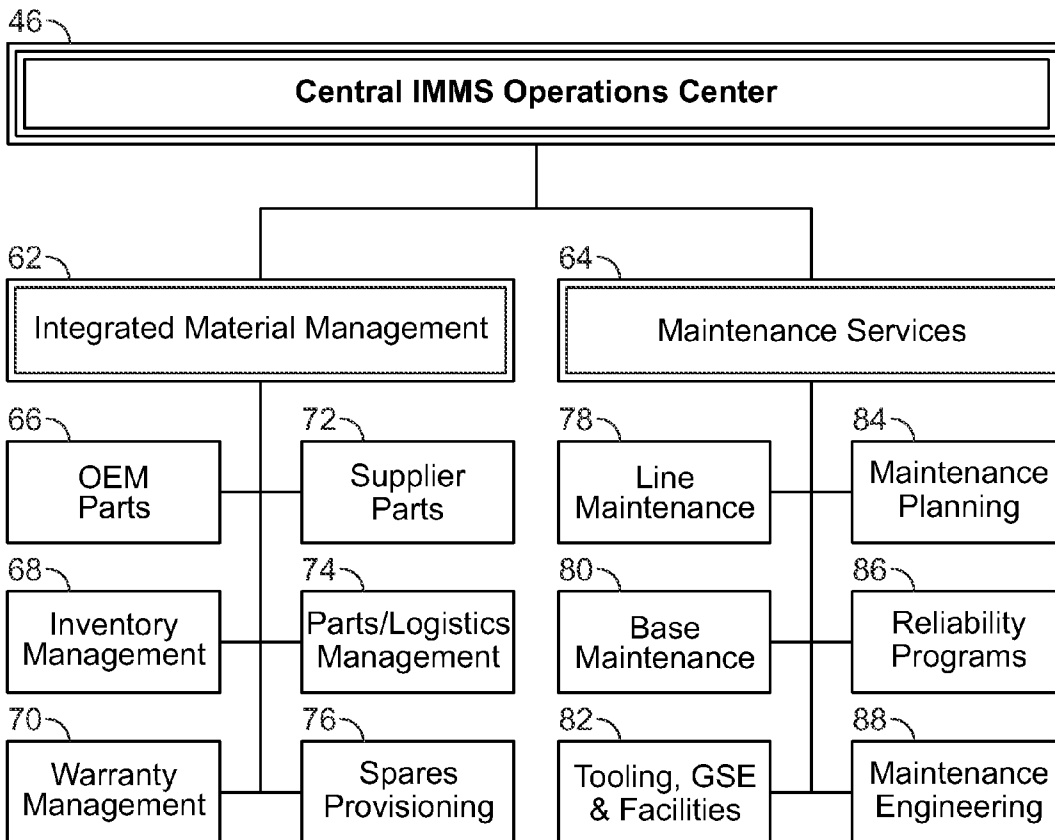 46
Central IMMS Operations Center
62
Integrated Material Management
64
Maintenance Services
66
OEM
Parts
72
Supplier
Parts
68
Inventory
Management
74
Parts/Logistics
Management
70
Warranty
Management
76
Spares
Provisioning
78
Line
Maintenance
84
Maintenance
Planning
80
Base
Maintenance
86
Reliability
Programs
82
Tooling, GSE
& Facilities
88
Maintenance
Engineering